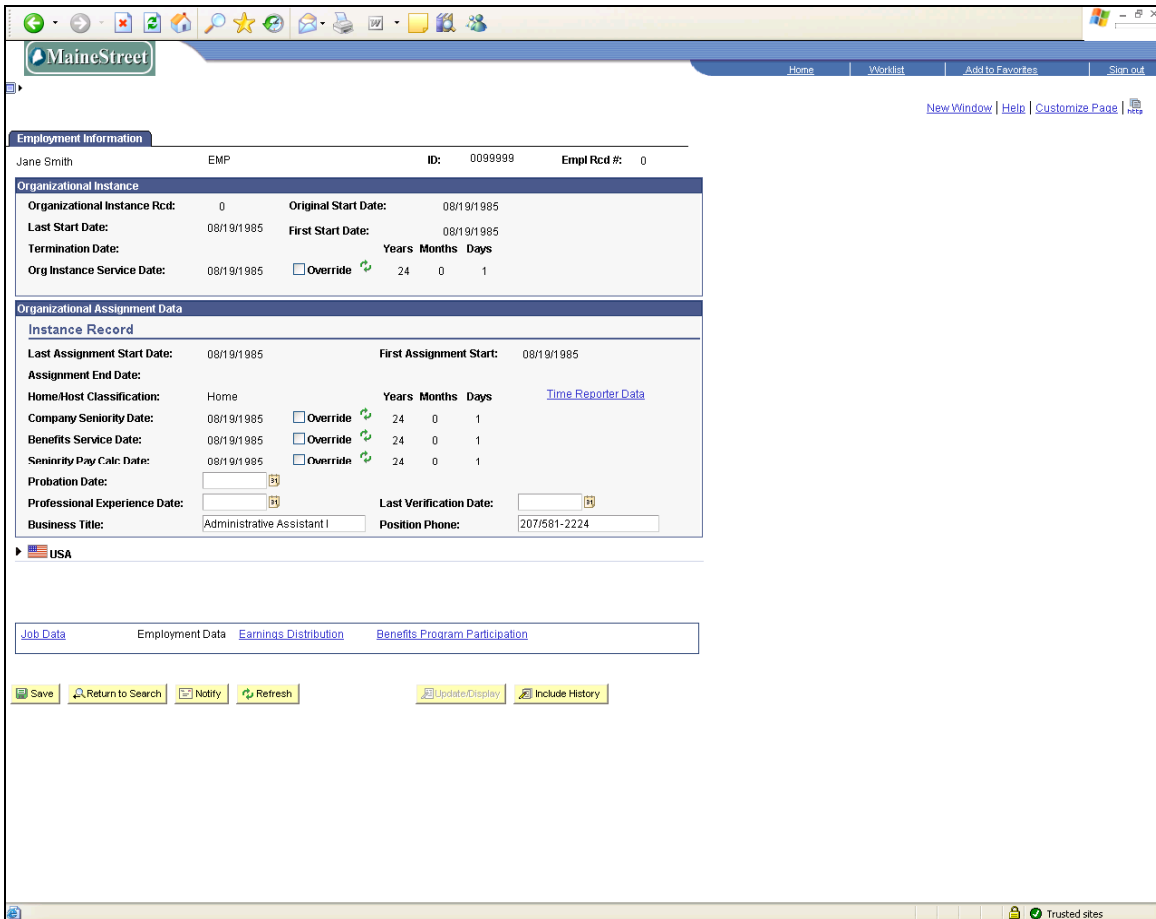 MaineStreet
Home Worklist Add to Favorites Sign out
New Window | Help | Customize Page |
http
Employment Information
Jane Smith EMP ID: 0099999 Empl Rcd #: 0
Organizational Instance
Organizational Instance Rcd: 0 Original Start Date: 08/19/1985
Last Start Date: 08/19/1985 First Start Date: 08/19/1985
Termination Date: Years Months Days
Org Instance Service Date: 08/19/1985 Override 24 0 1
Organizational Assignment Data
Instance Record
Last Assignment Start Date: 08/19/1985 First Assignment Start: 08/19/1985
Assignment End Date:
Home/Host Classification: Home Years Months Days Time Reporter Data
Company Seniority Date: 08/19/1985 Override 24 0 1
Benefits Service Date: 08/19/1985 Override 24 0 1
Seniority Pay Calc Date: 08/19/1985 Override 24 0 1
Probation Date: 31
Professional Experience Date: 31 Last Verification Date: 31
Business Title: Administrative Assistant I Position Phone: 207/581-2224
USA
Job Data Employment Data Earnings Distribution Benefits Program Participation
Save Return to Search Notify Refresh Update/Display Include History
Trusted sites